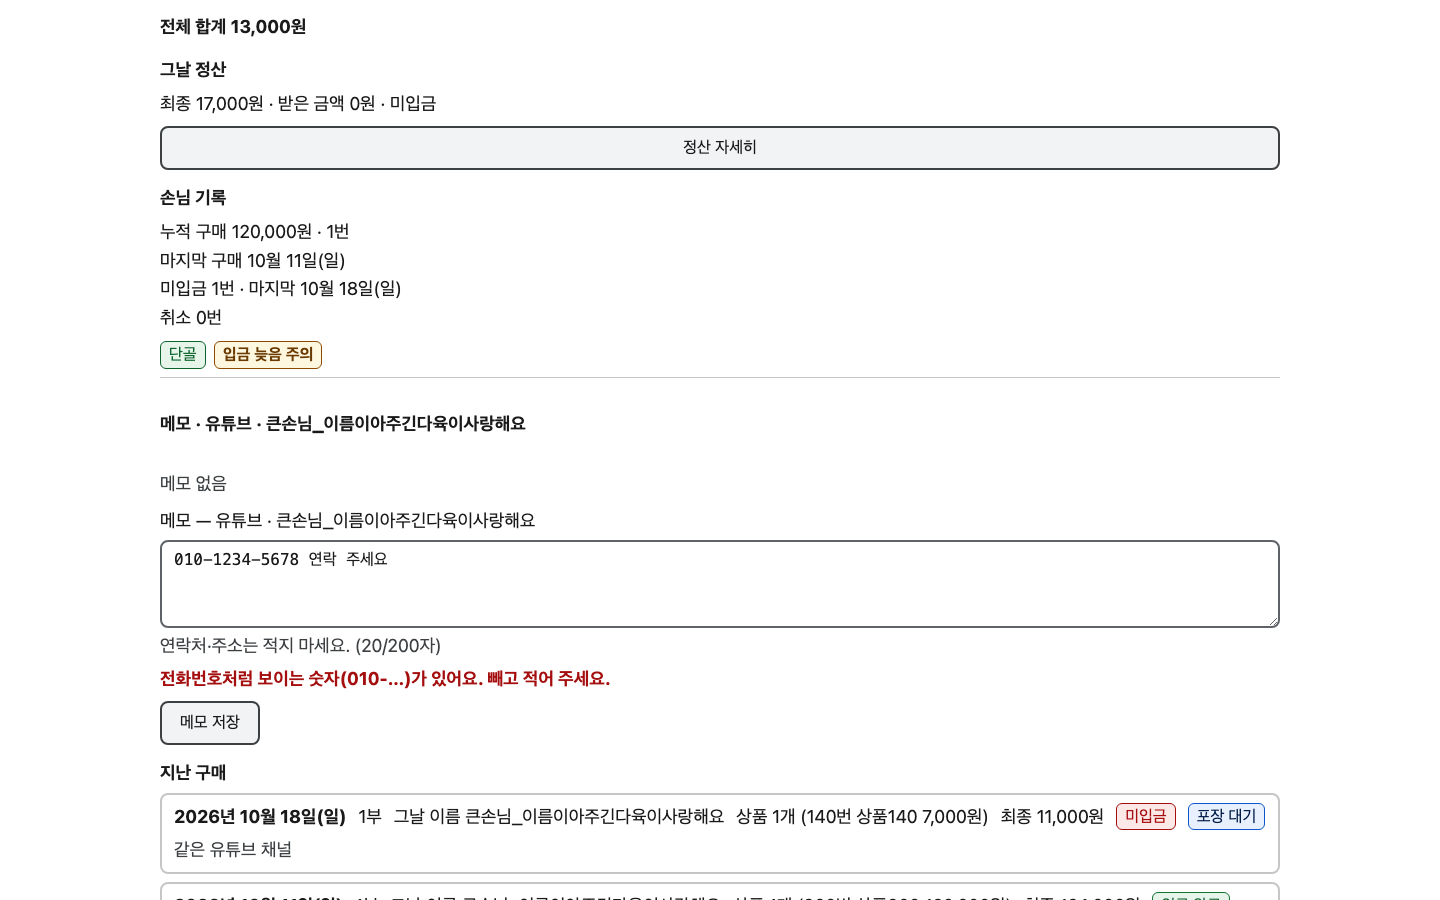 전체 합계 13,000원
그날 정산
최종 17,000원 · 받은 금액 0원 · 미입금
정산 자세히
손님 기록
누적 구매 120,000원 · 1번
마지막 구매 10월 11일(일)
미입금 1번 · 마지막 10월 18일(일)
취소 0번
단골 입금 늦음 주의
메모 · 유튜브 · 큰손님_이름이아주긴다육이사랑해요
메모 없음
메모 — 유튜브 · 큰손님_이름이아주긴다육이사랑해요
010-1234-5678 연락 주세요
연락처·주소는 적지 마세요. (20/200자)
전화번호처럼 보이는 숫자(010-...)가 있어요. 빼고 적어 주세요.
메모 저장
지난 구매
2026년 10월 18일(일) 1부 그날 이름 큰손님_이름이아주긴다육이사랑해요 상품 1개 (140번 상품140 7,000원) 최종 11,000원 미입금 포장 대기
같은 유튜브 채널